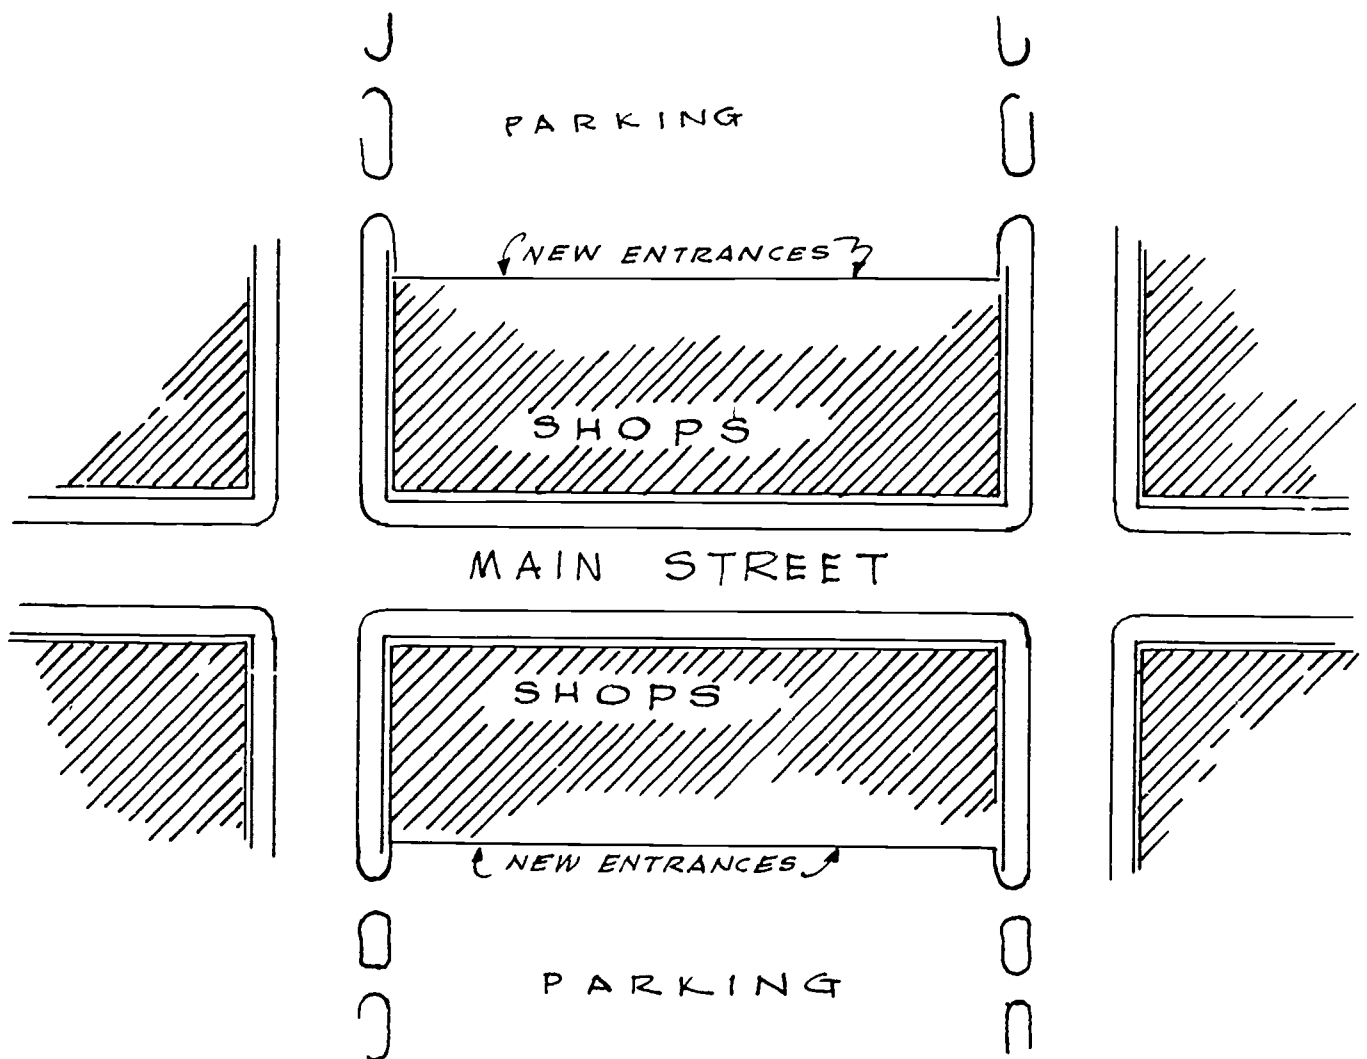 PARKING
NEW ENTRANCES
SHOPS
MAIN STREET
SHOPS
NEW ENTRANCES
PARKING